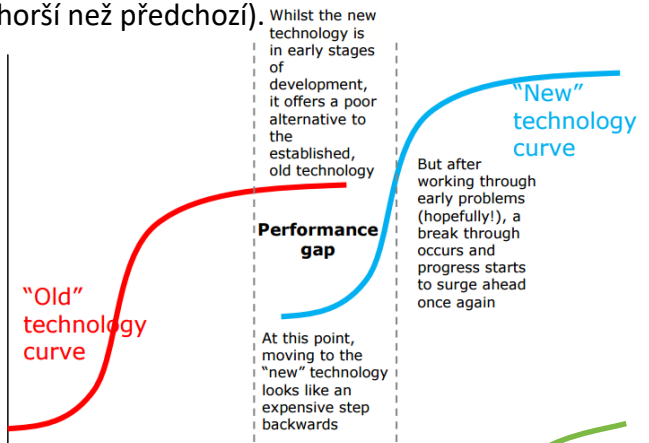 horší než předchozí).
Whilst the new
technology is
in early stages
of
development,
it offers a poor
alternative to
the
established,
old technology
"New"
technology
curve
But after
working through
early problems
(hopefully!), a
break through
occurs and
progress starts
to surge ahead
once again
Performance
gap
"Old"
technology
curve
At this point,
moving to the
"new" technology
looks like an
expensive step
backwards